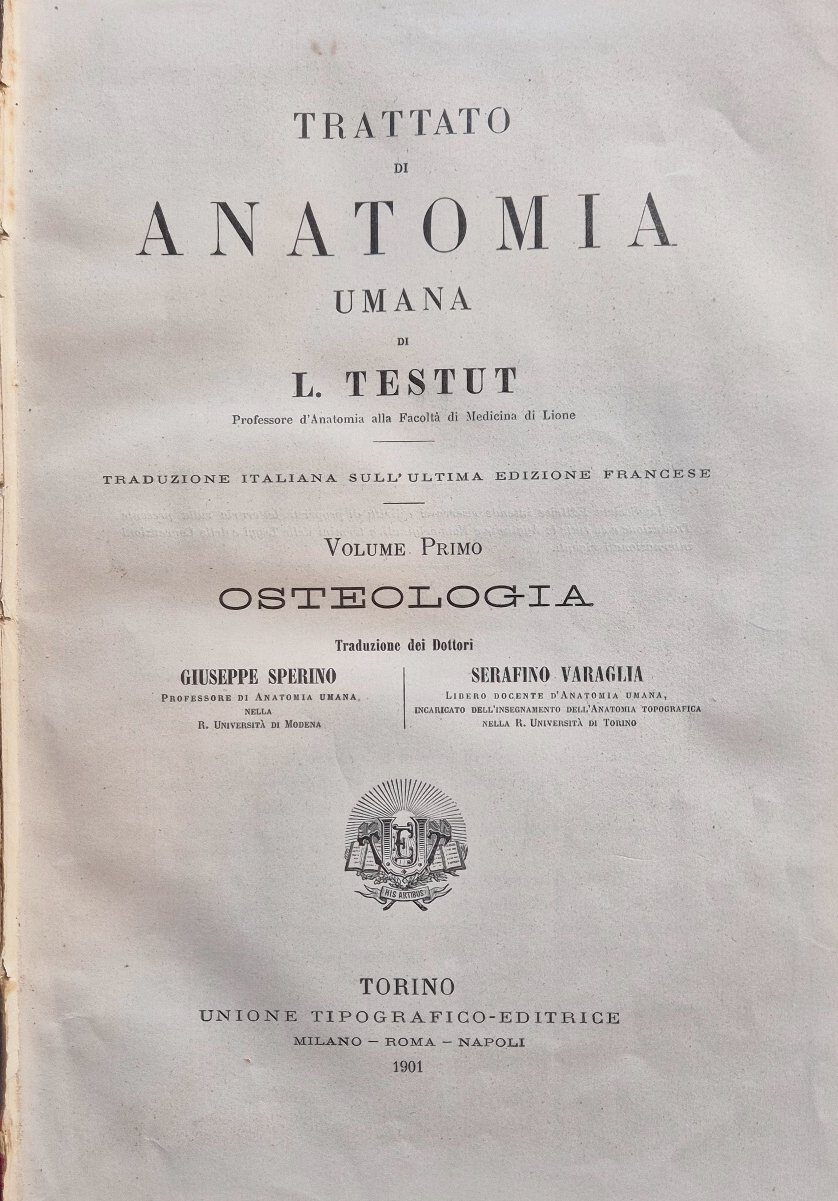 TRATTATO
DI
ANATOMIA
UMANA
DI
L. TESTUT
Professore d'Anatomia alla Facoltà di Medicina di Lione
TRADUZIONE ITALIANA SULL'ULTIMA EDIZIONE FRANCESE
VOLUME PRIMO
OSTEOLOGIA
Traduzione dei Dottori
GIUSEPPE SPERINO
PROFESSORE DI ANATOMIA UMANA
NELLA
R. UNIVERSITÀ DI MODENA
SERAFINO VARAGLIA
LIBERO DOCENTE D'ANATOMIA UMANA,
INCARICATO DELL'INSEGNAMENTO DELL'ANATOMIA TOPOGRAFICA
NELLA R. UNIVERSITÀ DI TORINO
UTE
HIS ARTIBUS
TORINO
UNIONE TIPOGRAFICO-EDITRICE
MILANO – ROMA – NAPOLI
1901